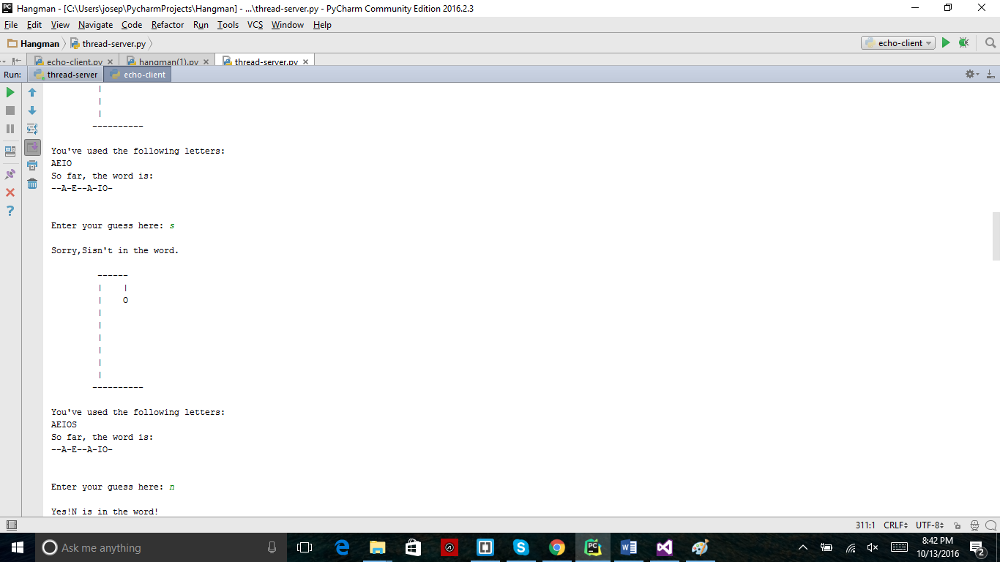 Hangman - [C:\Users\josep\PycharmProjects\Hangman] - ...\thread-server.py - PyCharm Community Edition 2016.2.3
File Edit View Navigate Code Refactor Run Tools VCS Window Help
Hangman thread-server.py echo-client
echo-client.py hangman(1).py thread-server.py
Run: thread-server echo-client
|
|
|
----------
You've used the following letters:
AEIO
So far, the word is:
--A-E--A-IO-
Enter your guess here: s
Sorry,Sisn't in the word.
------
| |
| O
|
|
|
|
|
|
----------
You've used the following letters:
AEIOS
So far, the word is:
--A-E--A-IO-
Enter your guess here: n
Yes!N is in the word!
311:1 CRLF UTF-8
Ask me anything
8:42 PM
10/13/2016
2